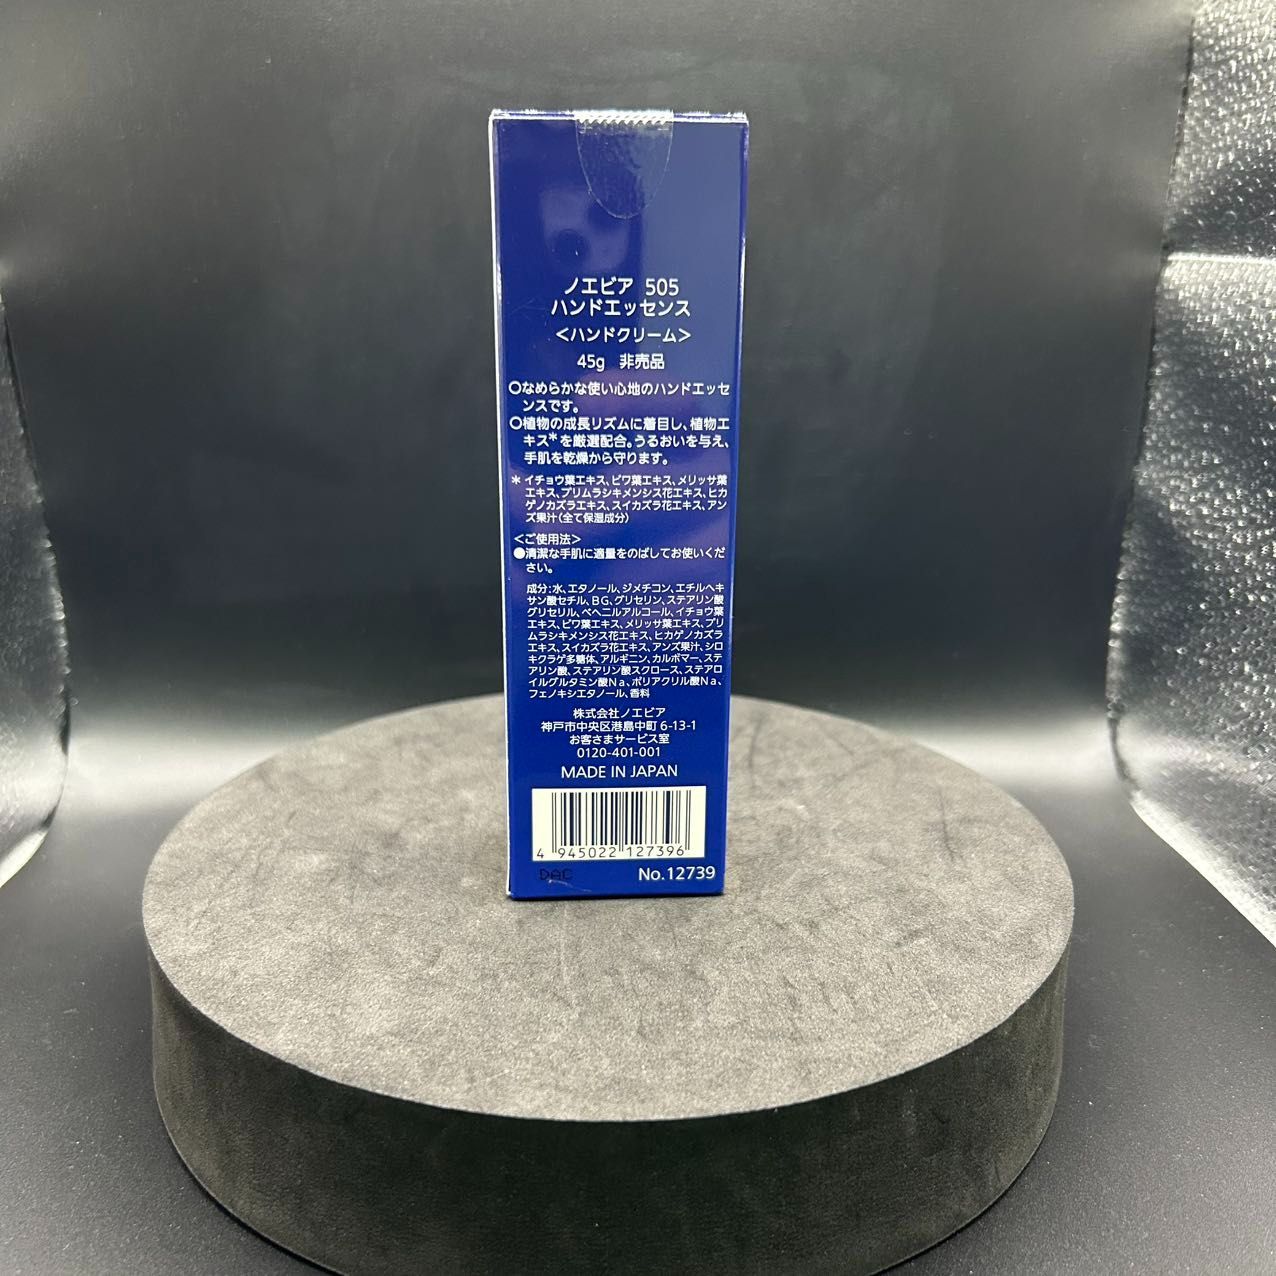 ノエビア 505
ハンドエッセンス
<ハンドクリーム>
45g 非売品
○なめらかな使い心地のハンドエッセ
ンスです。
○植物の成長リズムに着目し、植物エ
キス*を厳選配合。うるおいを与え、
手肌を乾燥から守ります。
* イチョウ葉エキス、ビワ葉エキス、メリッサ葉
エキス、プリムラシキメンシス花エキス、ヒカ
ゲノカズラエキス、スイカズラ花エキス、アン
ズ果汁(全て保湿成分)
<ご使用法>
●清潔な手肌に適量をのばしてお使いくだ
さい。
成分:水、エタノール、ジメチコン、エチルヘキ
サン酸セチル、BG、グリセリン、ステアリン酸
グリセリル、ベヘニルアルコール、イチョウ葉
エキス、ビワ葉エキス、メリッサ葉エキス、プリ
ムラシキメンシス花エキス、ヒカゲノカズラ
エキス、スイカズラ花エキス、アンズ果汁、シロ
キクラゲ多糖体、アルギニン、カルボマー、ステ
アリン酸、ステアリン酸スクロース、ステアロ
イルグルタミン酸Na、ポリアクリル酸Na、
フェノキシエタノール、香料
株式会社ノエビア
神戸市中央区港島中町6-13-1
お客さまサービス室
0120-401-001
MADE IN JAPAN
4 945022 127396
DAC No.12739